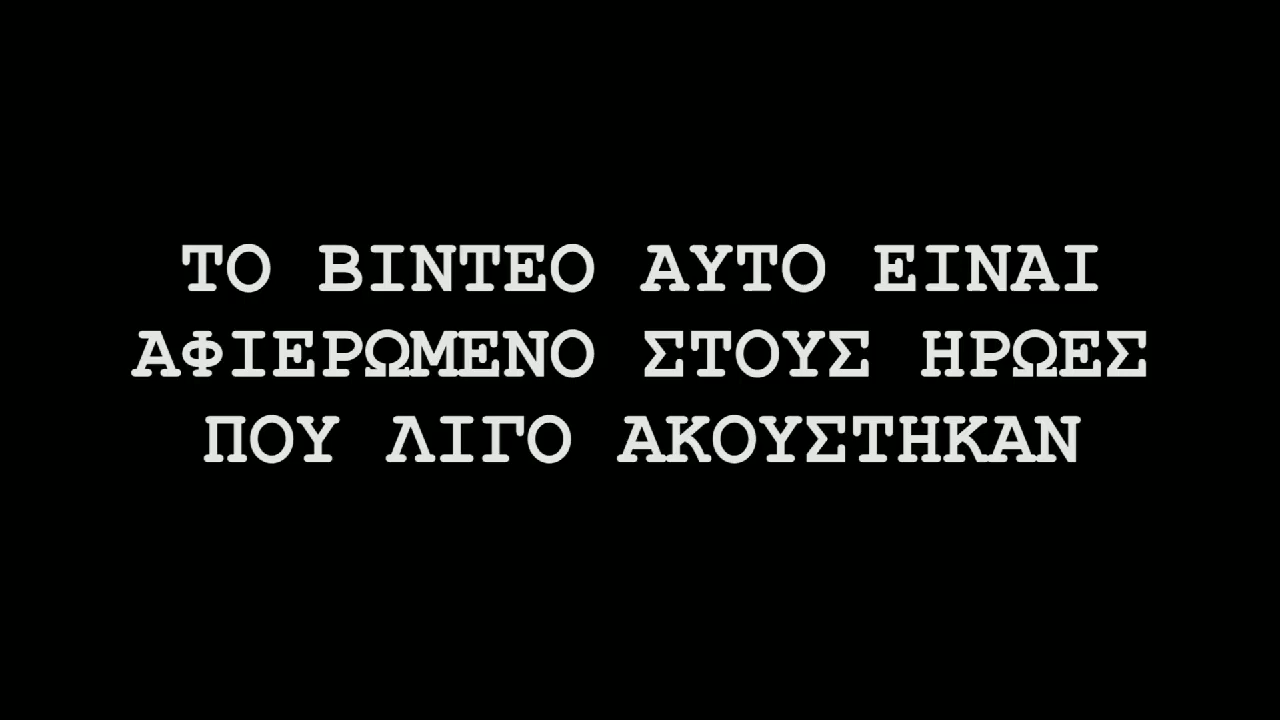 ΤΟ ΒΙΝΤΕΟ ΑΥΤΟ ΕΙΝΑΙ
ΑΦΙΕΡΩΜΕΝΟ ΣΤΟΥΣ ΗΡΩΕΣ
ΠΟΥ ΛΙΓΟ ΑΚΟΥΣΤΗΚΑΝ